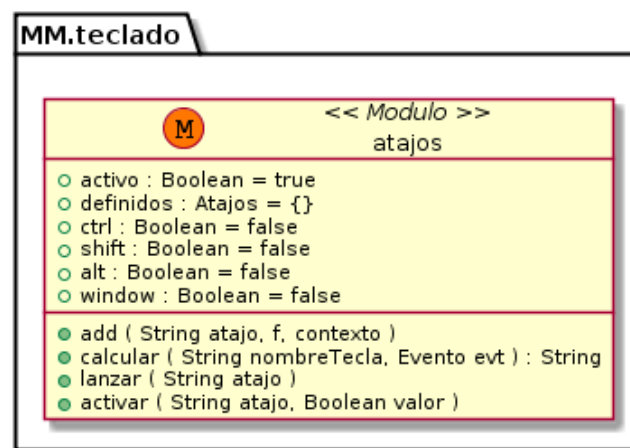 MM.teclado
M
<< Modulo >>
atajos
activo : Boolean = true
definidos : Atajos = {}
ctrl : Boolean = false
shift : Boolean = false
alt : Boolean = false
window : Boolean = false
add ( String atajo, f, contexto )
calcular ( String nombreTecla, Evento evt ) : String
lanzar ( String atajo )
activar ( String atajo, Boolean valor )